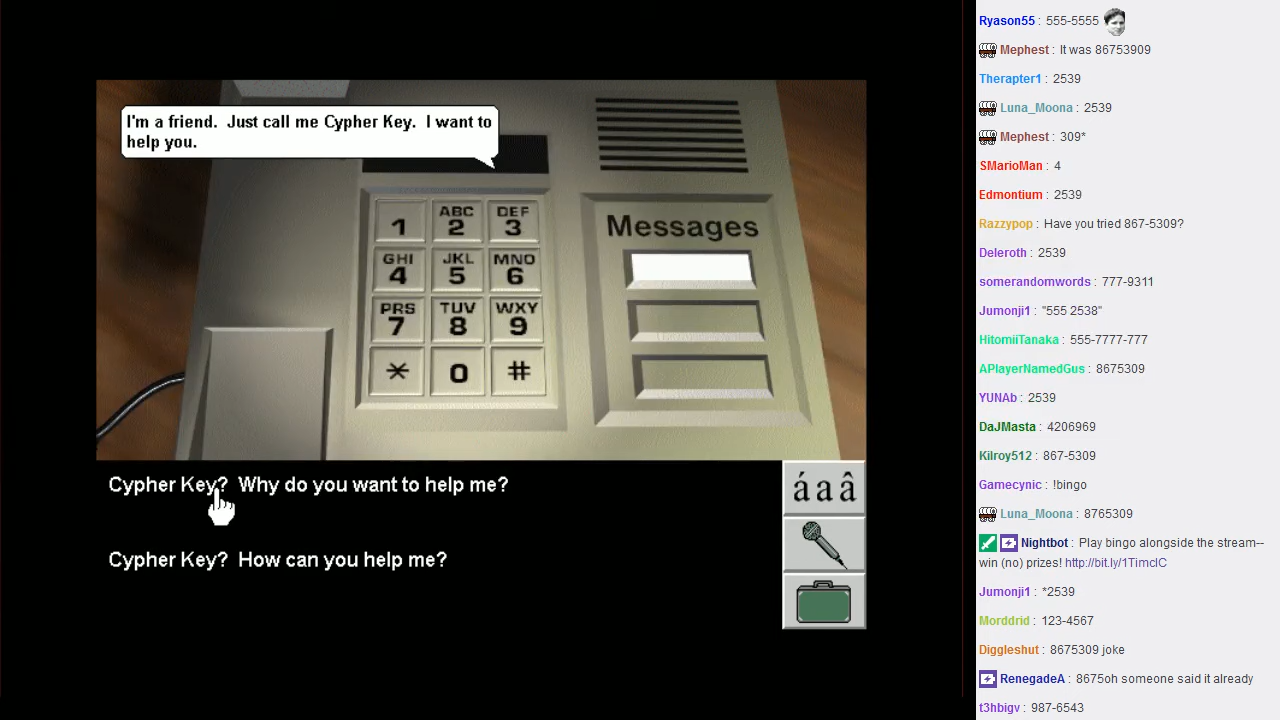 I'm a friend.  Just call me Cypher Key.  I want to
help you.
1
ABC
2
DEF
3
GHI
4
JKL
5
MNO
6
PRS
7
TUV
8
WXY
9
*
0
#
Messages
Cypher Key?  Why do you want to help me?
Cypher Key?  How can you help me?
á a â
Ryason55 : 555-5555
Mephest : It was 86753909
Therapter1 : 2539
Luna_Moona : 2539
Mephest : 309*
SMarioMan : 4
Edmontium : 2539
Razzypop : Have you tried 867-5309?
Deleroth : 2539
somerandomwords : 777-9311
Jumonji1 : "555 2538"
HitomiiTanaka : 555-7777-777
APlayerNamedGus : 8675309
YUNAb : 2539
DaJMasta : 4206969
Kilroy512 : 867-5309
Gamecynic : !bingo
Luna_Moona : 8765309
Nightbot : Play bingo alongside the stream--
win (no) prizes! http://bit.ly/1TimclC
Jumonji1 : *2539
Morddrid : 123-4567
Diggleshut : 8675309 joke
RenegadeA : 8675oh someone said it already
t3hbigv : 987-6543